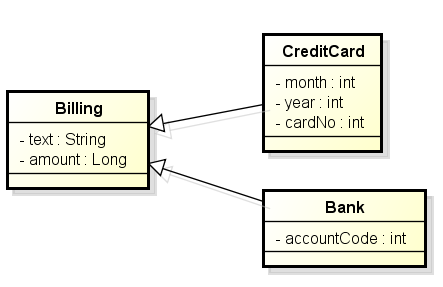 Billing
- text : String
- amount : Long
CreditCard
- month : int
- year : int
- cardNo : int
Bank
- accountCode : int